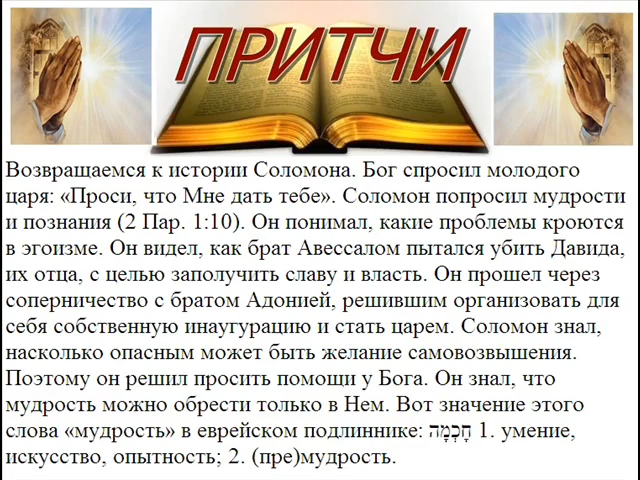 ПРИТЧИ
Возвращаемся к истории Соломона. Бог спросил молодого
царя: «Проси, что Мне дать тебе». Соломон попросил мудрости
и познания (2 Пар. 1:10). Он понимал, какие проблемы кроются
в эгоизме. Он видел, как брат Авессалом пытался убить Давида,
их отца, с целью заполучить славу и власть. Он прошел через
соперничество с братом Адонией, решившим организовать для
себя собственную инаугурацию и стать царем. Соломон знал,
насколько опасным может быть желание самовозвышения.
Поэтому он решил просить помощи у Бога. Он знал, что
мудрость можно обрести только в Нем. Вот значение этого
слова «мудрость» в еврейском подлиннике: חָכְמָה 1. умение,
искусство, опытность; 2. (пре)мудрость.